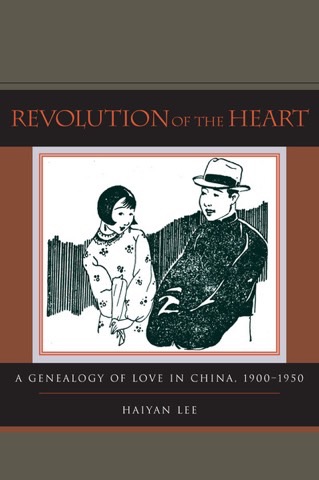 REVOLUTION OF THE HEART
A GENEALOGY OF LOVE IN CHINA, 1900–1950
HAIYAN LEE